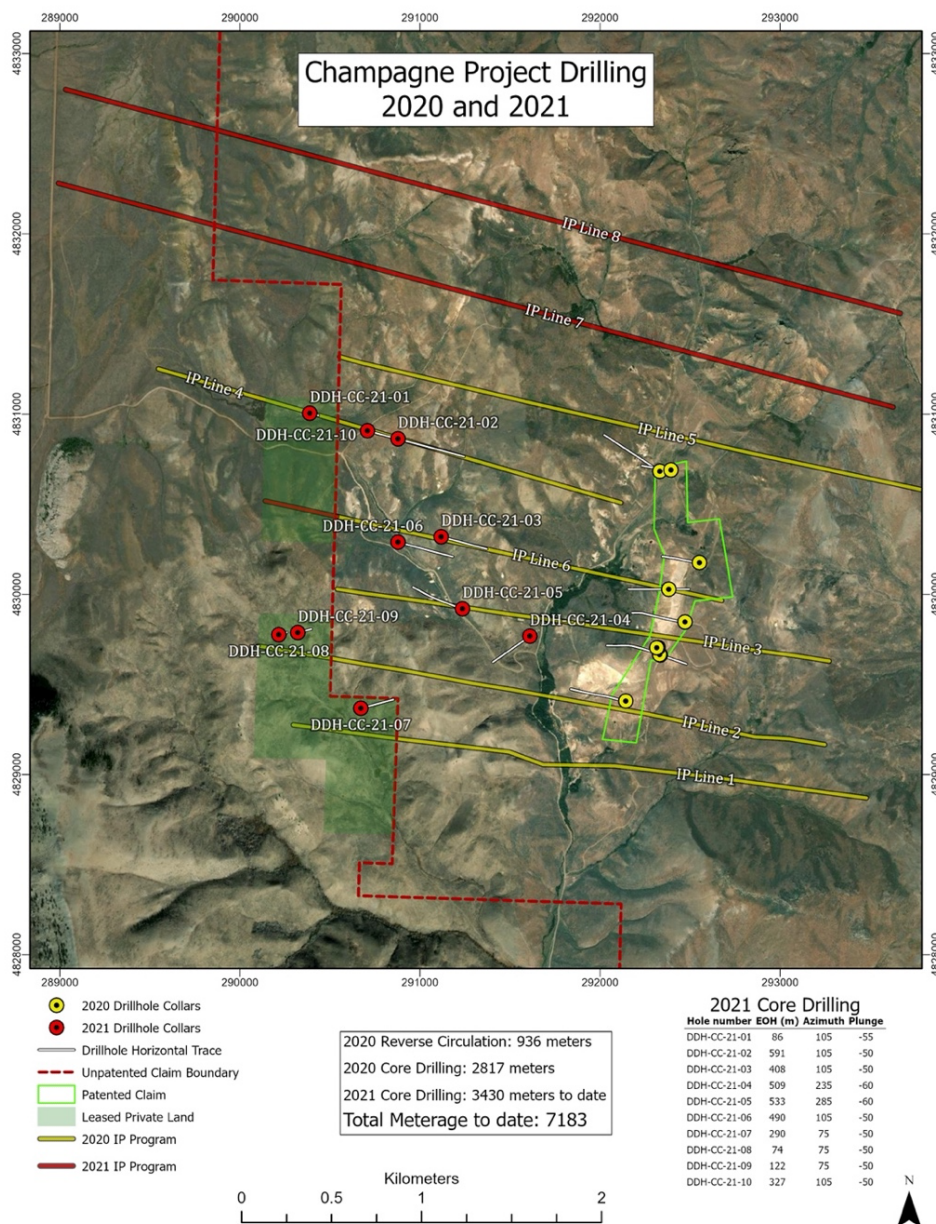 289000 290000 291000 292000 293000
4833000 4833000
Champagne Project Drilling
2020 and 2021
4832000 4832000
IP Line 8
IP Line 7
IP Line 4
DDH-CC-21-01
DDH-CC-21-10
DDH-CC-21-02
IP Line 5
4831000 4831000
DDH-CC-21-06
DDH-CC-21-03
IP Line 6
4830000 4830000
DDH-CC-21-05
DDH-CC-21-09
DDH-CC-21-04
DDH-CC-21-08
IP Line 3
DDH-CC-21-07
IP Line 2
IP Line 1
4829000 4829000
4828000 4828000
289000 290000 291000 292000 293000
2020 Drillhole Collars
2021 Drillhole Collars
Drillhole Horizontal Trace
Unpatented Claim Boundary
Patented Claim
Leased Private Land
2020 IP Program
2021 IP Program
2020 Reverse Circulation: 936 meters
2020 Core Drilling: 2817 meters
2021 Core Drilling: 3430 meters to date
Total Meterage to date: 7183
2021 Core Drilling
Hole number EOH (m) Azimuth Plunge
DDH-CC-21-01 86 105 -55
DDH-CC-21-02 591 105 -50
DDH-CC-21-03 408 105 -50
DDH-CC-21-04 509 235 -60
DDH-CC-21-05 533 285 -60
DDH-CC-21-06 490 105 -50
DDH-CC-21-07 290 75 -50
DDH-CC-21-08 74 75 -50
DDH-CC-21-09 122 75 -50
DDH-CC-21-10 327 105 -50
Kilometers
0 0.5 1 2
N